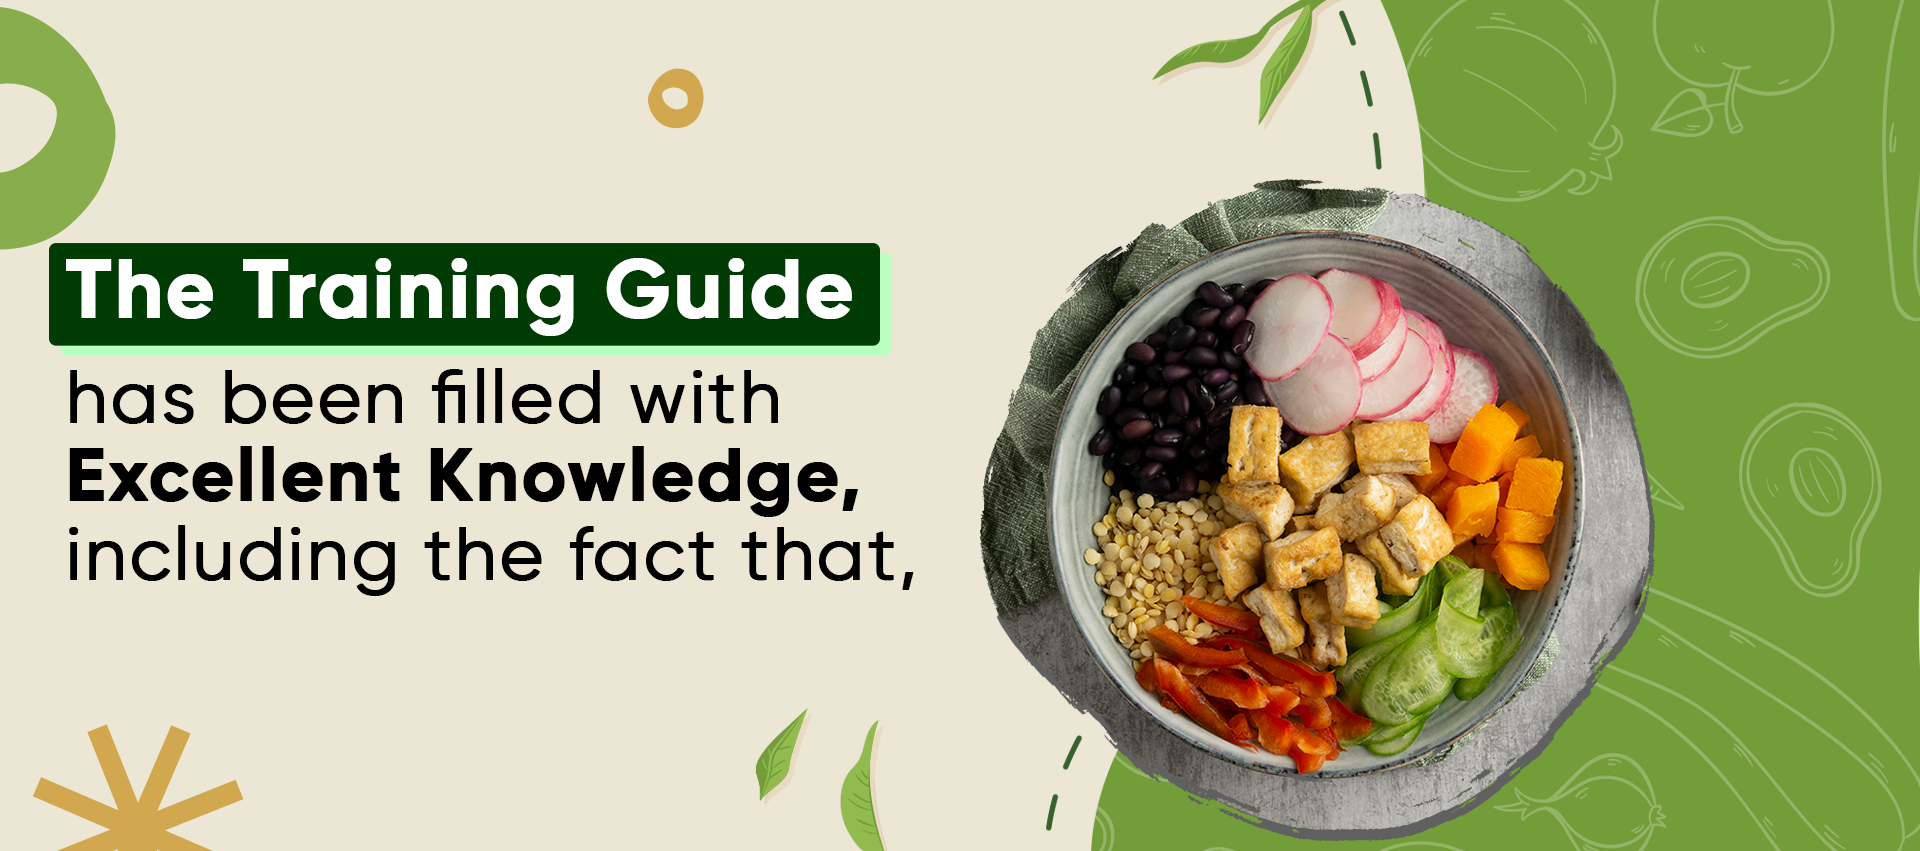 The Training Guide
has been filled with
Excellent Knowledge,
including the fact that,